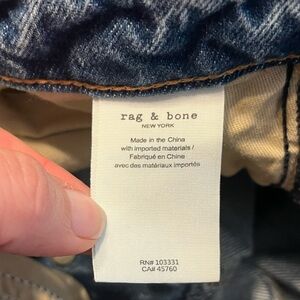 rag & bone
NEW YORK
Made in the China
with imported materials /
Fabriqué en Chine
avec des matériaux importés
RN# 103331
CA# 45760